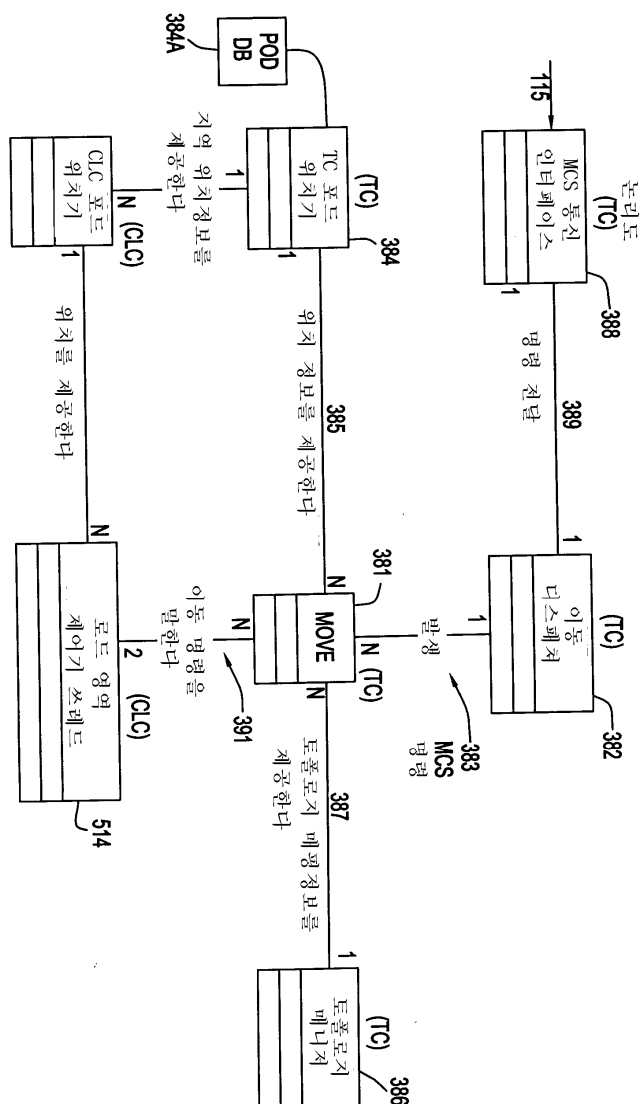 논리도
(TC)
388
115
MCS 통신
인터페이스
1
389
명령 전달
1
(TC)
382
이동
디스패쳐
1
발생
N
383
MCS
명령
384A
POD
DB
(TC)
384
TC 포드
위치기
1
1
385
위치 정보를 제공한다
N
381
MOVE
(TC)
N
N
387
토폴로지 매핑정보를
제공한다
1
(TC)
386
토폴로지
매니저
지역 위치정보를
제공한다
N
(CLC)
CLC 포드
위치기
1
위치를 제공한다
N
이동 명령을
발한다
391
2
(CLC)
로드 영역
제어기 쓰레드
514